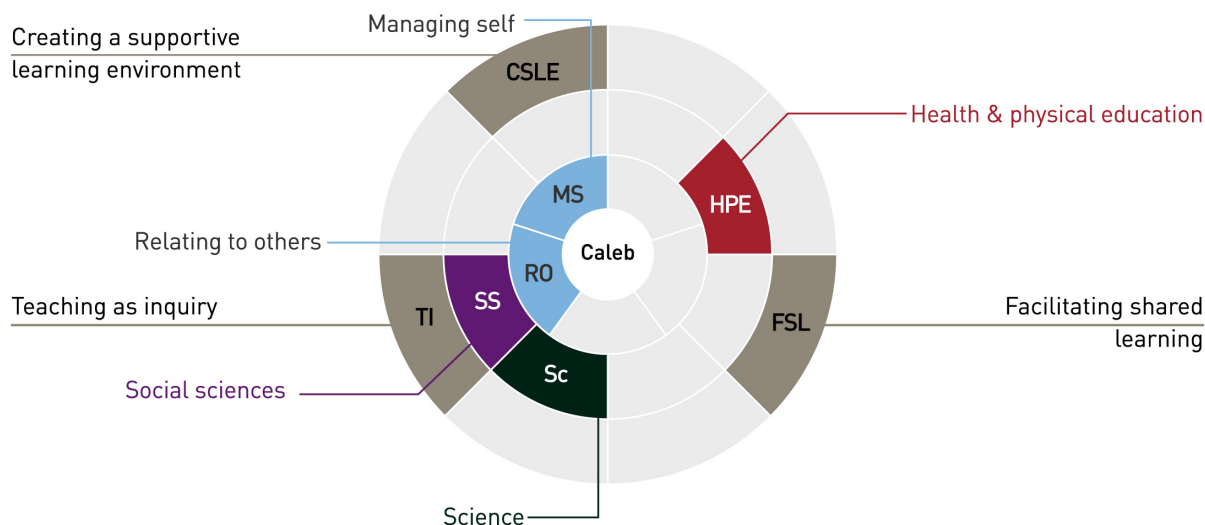 Managing self
Creating a supportive
learning environment
CSLE
Health & physical education
MS
HPE
Relating to others
Caleb
RO
SS
Teaching as inquiry
TI
FSL
Facilitating shared
learning
Sc
Social sciences
Science